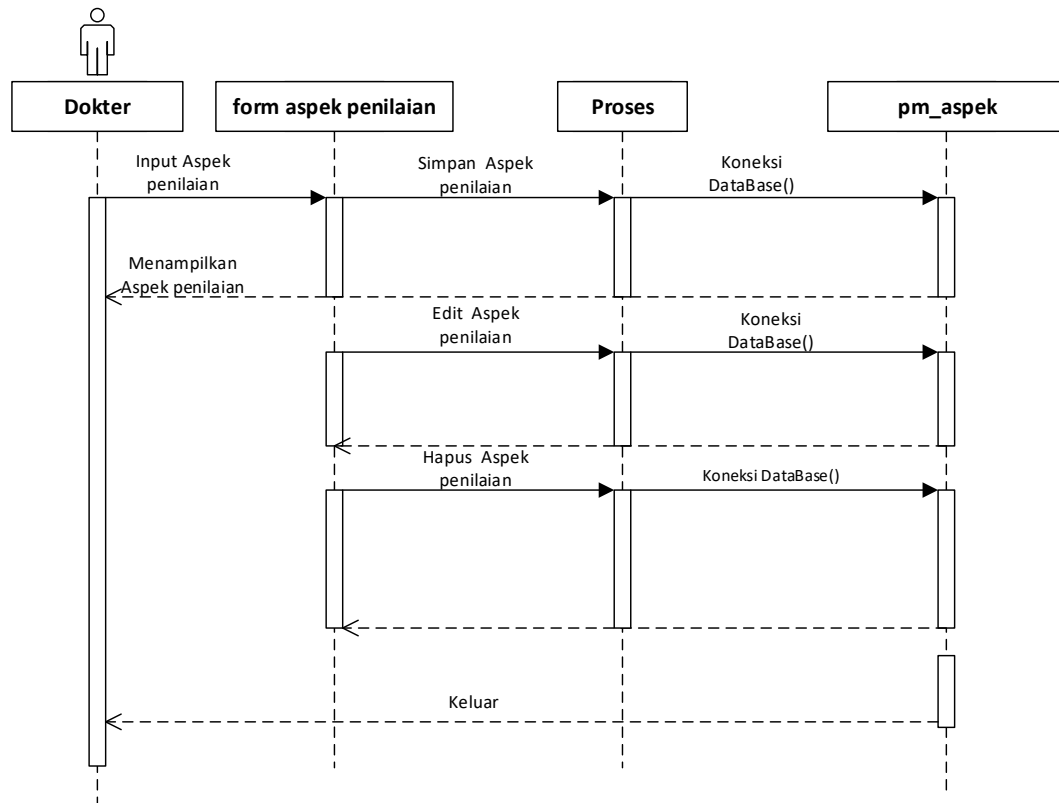 Dokter
form aspek penilaian
Proses
pm_aspek
Input Aspek
penilaian
Simpan Aspek
penilaian
Koneksi
DataBase()
Menampilkan
Aspek penilaian
Edit Aspek
penilaian
Koneksi
DataBase()
Hapus Aspek
penilaian
Koneksi DataBase()
Keluar